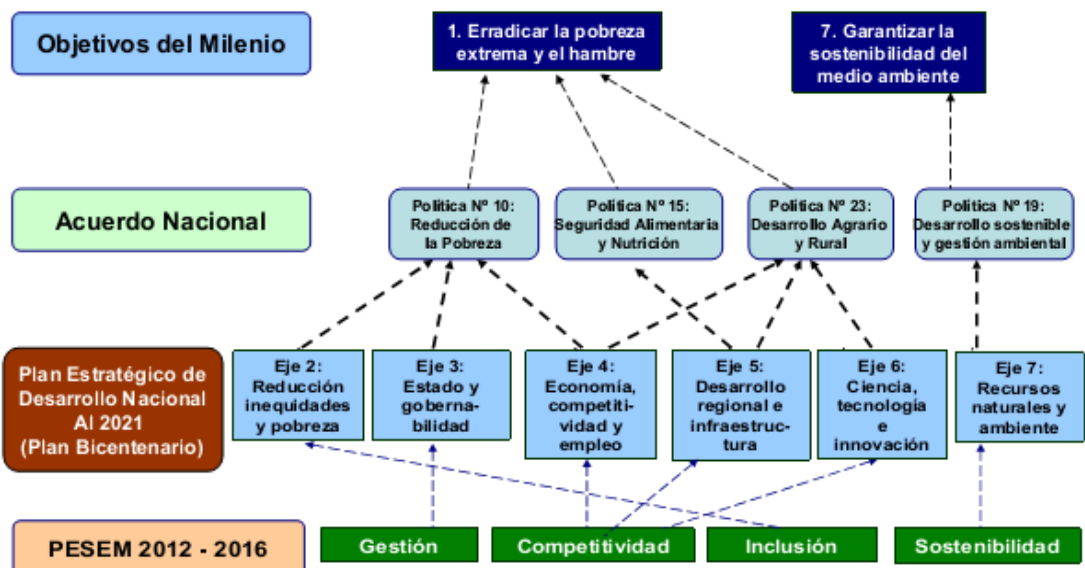 Objetivos del Milenio
1. Erradicar la pobreza
extrema y el hambre
7. Garantizar la
sostenibilidad del
medio ambiente
Acuerdo Nacional
Política Nº 10:
Reducción de
la Pobreza
Política Nº 15:
Seguridad Alimentaria
y Nutrición
Política Nº 23:
Desarrollo Agrario
y Rural
Política Nº 19:
Desarrollo sostenible
y gestión ambiental
Plan Estratégico de
Desarrollo Nacional
Al 2021
(Plan Bicentenario)
Eje 2:
Reducción
inequidades
y pobreza
Eje 3:
Estado y
goberna-
bilidad
Eje 4:
Economía,
competiti-
vidad y
empleo
Eje 5:
Desarrollo
regional e
infraestruc-
tura
Eje 6:
Ciencia,
tecnología
e
innovación
Eje 7:
Recursos
naturales y
ambiente
PESEM 2012 - 2016
Gestión
Competitividad
Inclusión
Sostenibilidad